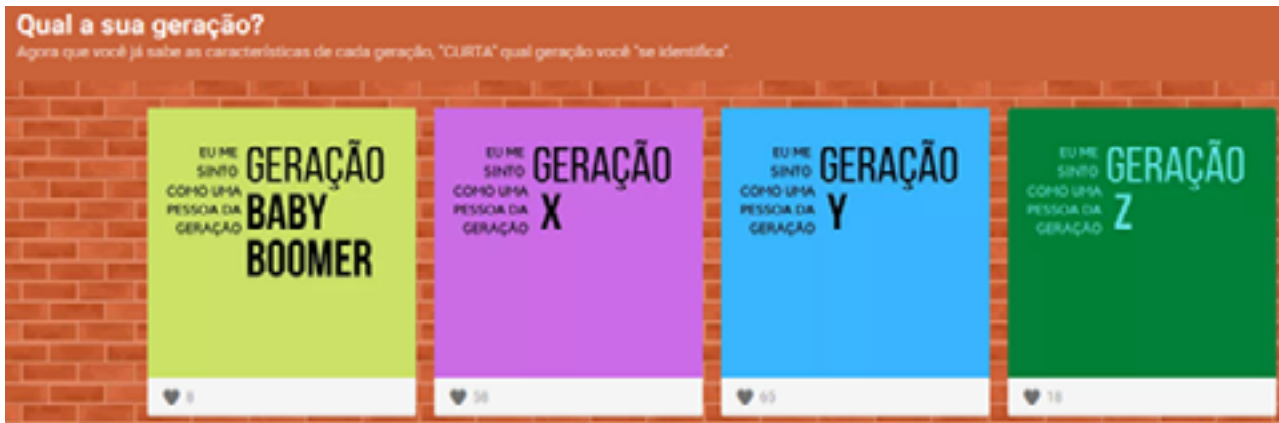 Qual a sua geração?
Agora que você já sabe as características de cada geração, "CURTA" qual geração você "se identifica".
EU ME
SINTO
COMO UMA
PESSOA DA
GERAÇÃO
GERAÇÃO
BABY
BOOMER
8
EU ME
SINTO
COMO UMA
PESSOA DA
GERAÇÃO
GERAÇÃO
X
58
EU ME
SINTO
COMO UMA
PESSOA DA
GERAÇÃO
GERAÇÃO
Y
65
EU ME
SINTO
COMO UMA
PESSOA DA
GERAÇÃO
GERAÇÃO
Z
18